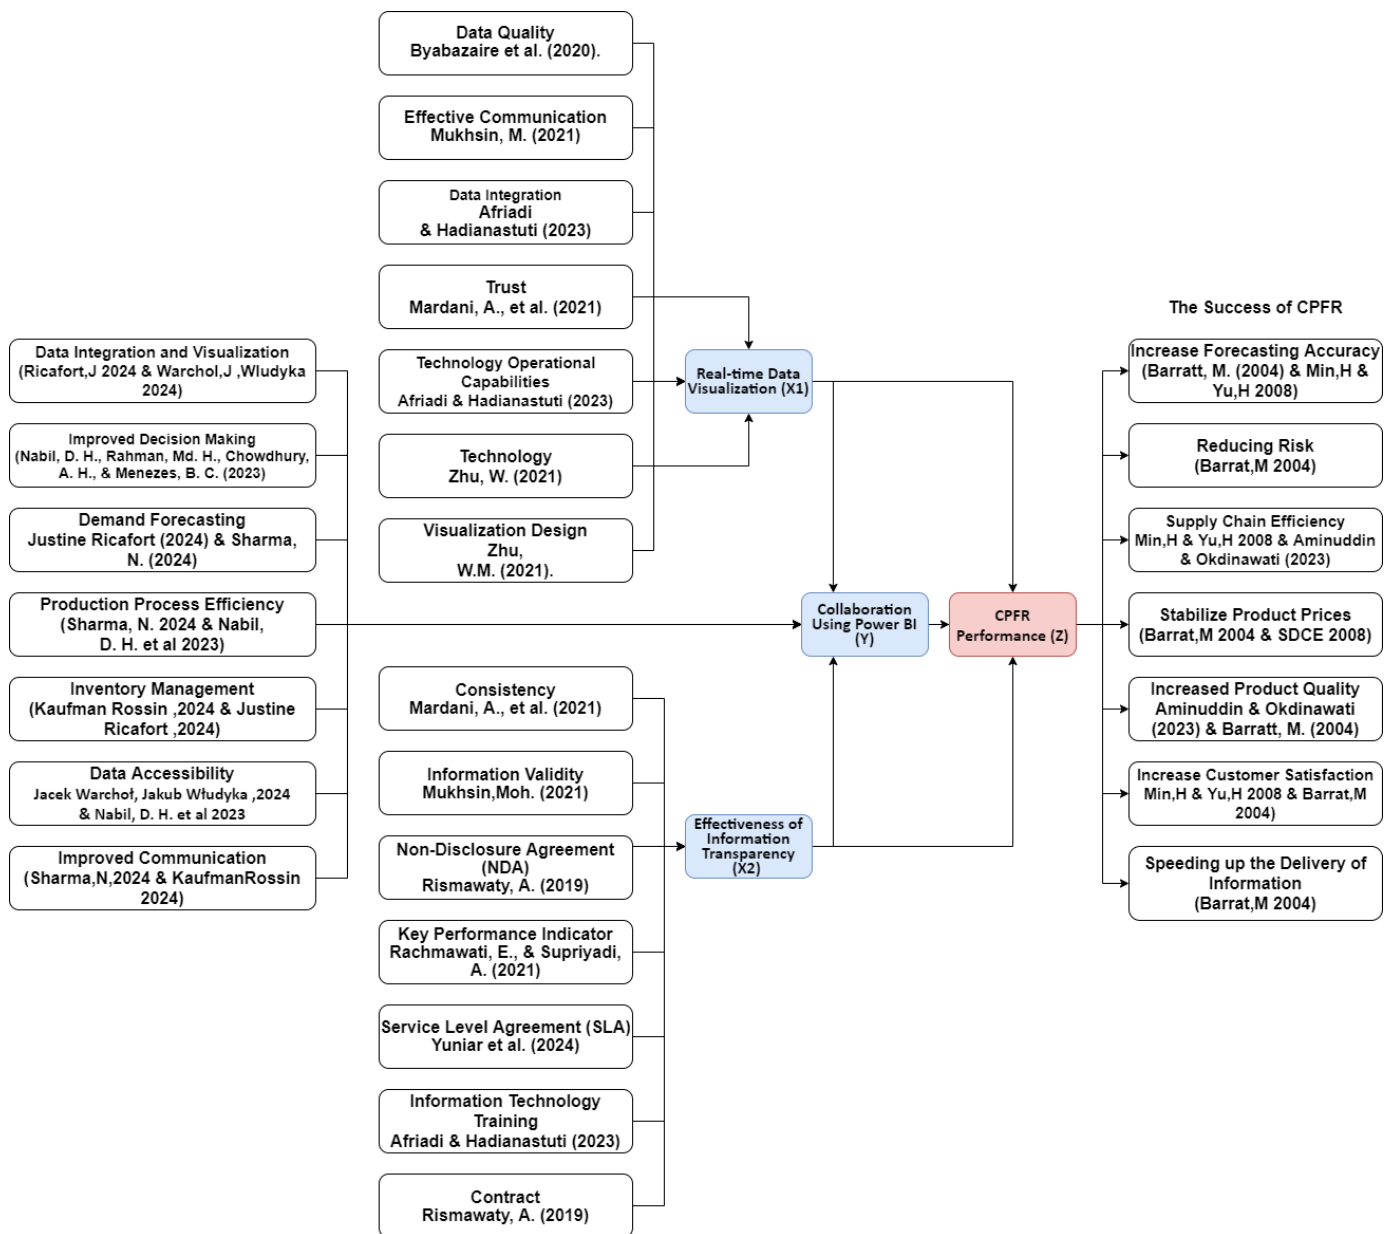 Data Quality
Byabazaire et al. (2020).
Effective Communication
Mukhsin, M. (2021)
Data Integration
Afriadi
& Hadianastuti (2023)
Trust
Mardani, A., et al. (2021)
Technology Operational
Capabilities
Afriadi & Hadianastuti (2023)
Technology
Zhu, W. (2021)
Visualization Design
Zhu,
W.M. (2021).
Data Integration and Visualization
(Ricafort,J 2024 & Warchol,J ,Wludyka
2024)
Improved Decision Making
(Nabil, D. H., Rahman, Md. H., Chowdhury,
A. H., & Menezes, B. C. (2023)
Demand Forecasting
Justine Ricafort (2024) & Sharma,
N. (2024)
Production Process Efficiency
(Sharma, N. 2024 & Nabil,
D. H. et al 2023)
Inventory Management
(Kaufman Rossin ,2024 & Justine
Ricafort ,2024)
Data Accessibility
Jacek Warchoł, Jakub Włudyka ,2024
& Nabil, D. H. et al 2023
Improved Communication
(Sharma,N,2024 & KaufmanRossin
2024)
Consistency
Mardani, A., et al. (2021)
Information Validity
Mukhsin,Moh. (2021)
Non-Disclosure Agreement
(NDA)
Rismawaty, A. (2019)
Key Performance Indicator
Rachmawati, E., & Supriyadi,
A. (2021)
Service Level Agreement (SLA)
Yuniar et al. (2024)
Information Technology
Training
Afriadi & Hadianastuti (2023)
Contract
Rismawaty, A. (2019)
Real-time Data
Visualization (X1)
Effectiveness of
Information
Transparency
(X2)
Collaboration
Using Power BI
(Y)
CPFR
Performance (Z)
The Success of CPFR
Increase Forecasting Accuracy
(Barratt, M. (2004) & Min,H &
Yu,H 2008)
Reducing Risk
(Barrat,M 2004)
Supply Chain Efficiency
Min,H & Yu,H 2008 & Aminuddin
& Okdinawati (2023)
Stabilize Product Prices
(Barrat,M 2004 & SDCE 2008)
Increased Product Quality
Aminuddin & Okdinawati
(2023) & Barratt, M. (2004)
Increase Customer Satisfaction
Min,H & Yu,H 2008 & Barrat,M
2004)
Speeding up the Delivery of
Information
(Barrat,M 2004)